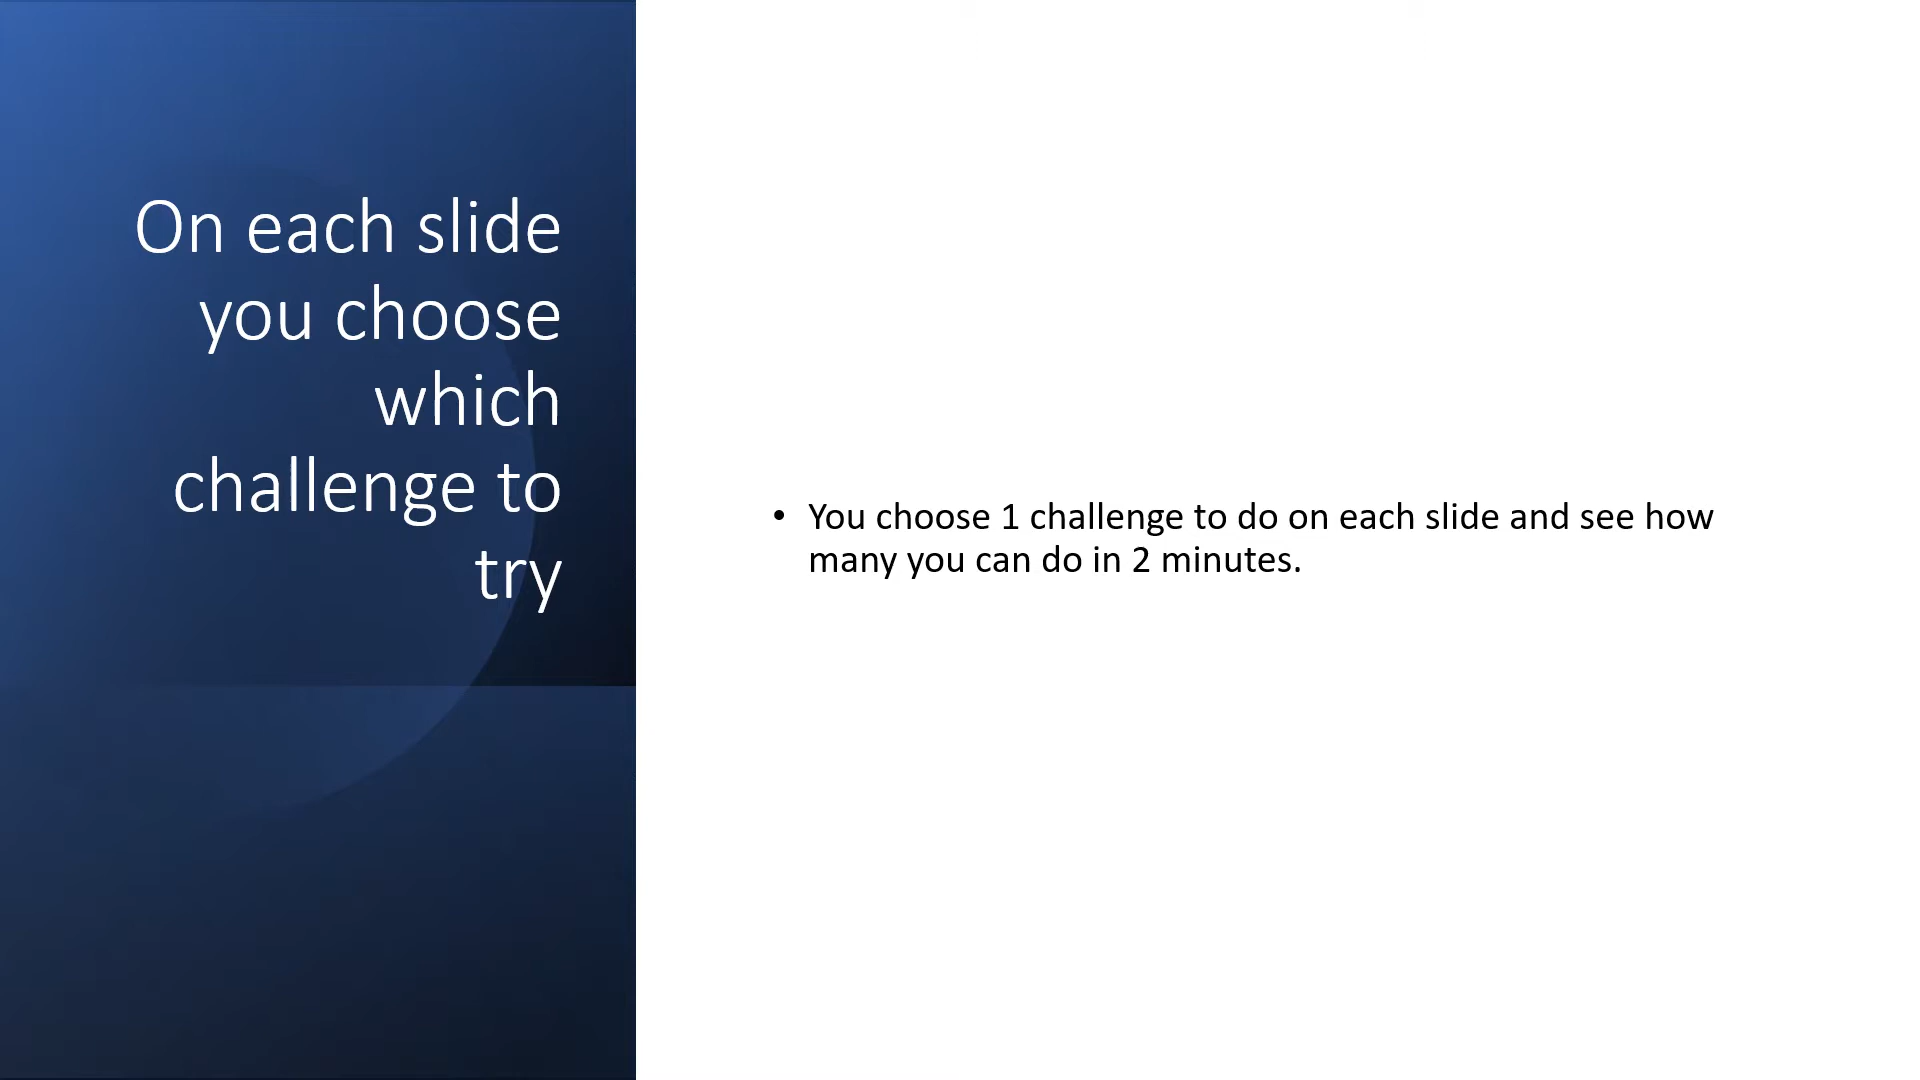 On each slide
you choose
which
challenge to
try
• You choose 1 challenge to do on each slide and see how
many you can do in 2 minutes.